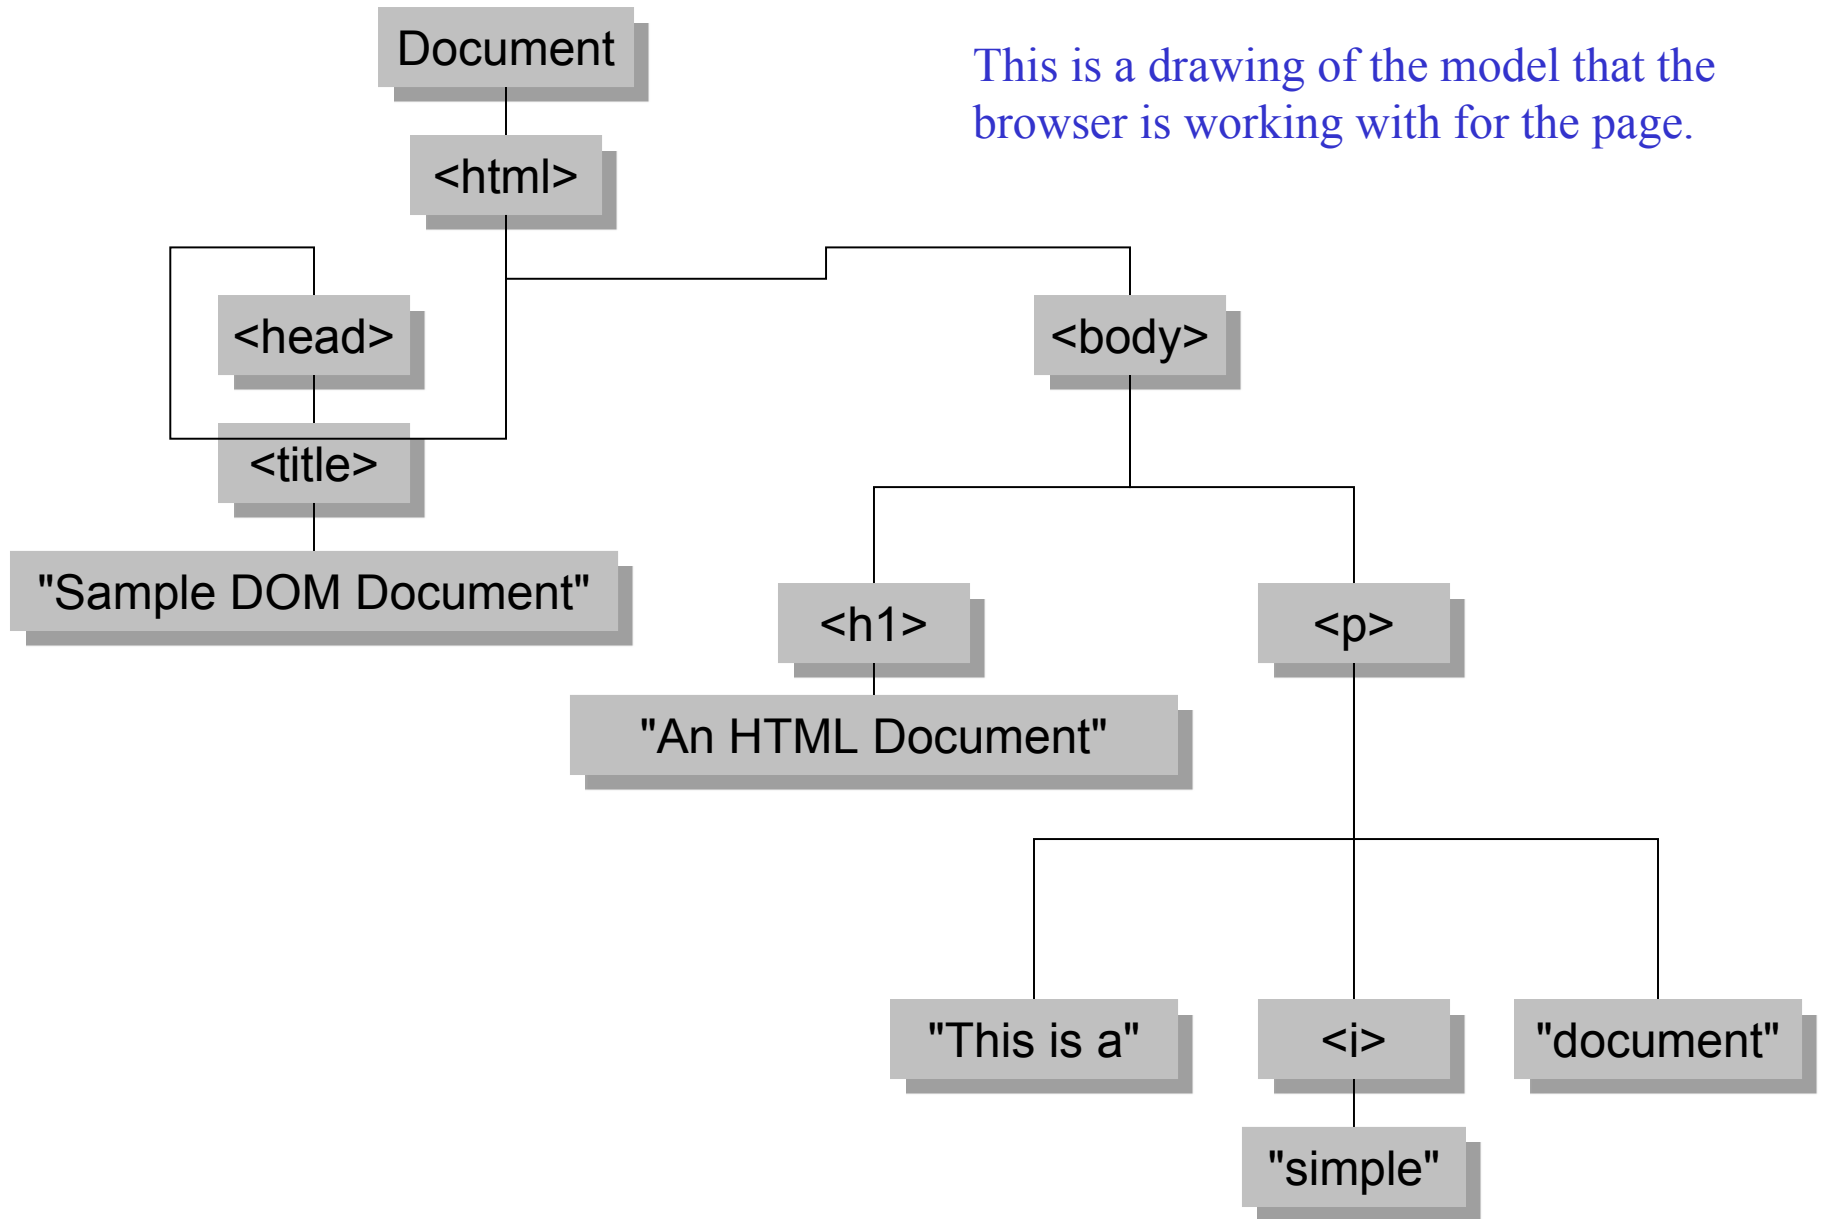 Document
This is a drawing of the model that the
browser is working with for the page.
<html>
<head>
<body>
<title>
"Sample DOM Document"
<h1>
<p>
"An HTML Document"
"This is a"
<i>
"document"
"simple"